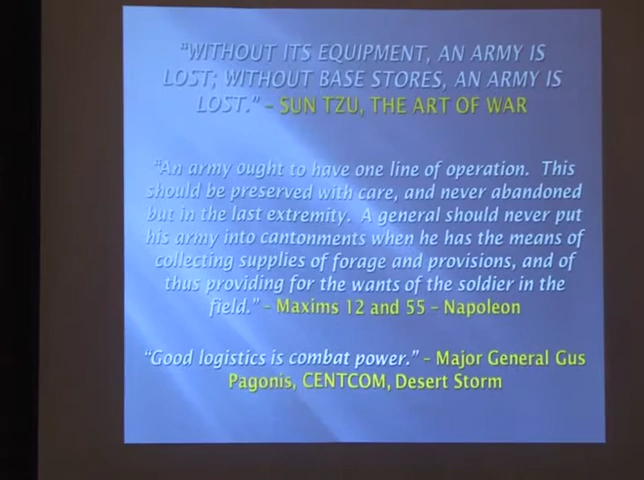 "WITHOUT ITS EQUIPMENT, AN ARMY IS
LOST; WITHOUT BASE STORES, AN ARMY IS
LOST." – SUN TZU, THE ART OF WAR
"An army ought to have one line of operation.  This
should be preserved with care, and never abandoned
but in the last extremity.  A general should never put
his army into cantonments when he has the means of
collecting supplies of forage and provisions, and of
thus providing for the wants of the soldier in the
field." – Maxims 12 and 55 – Napoleon
"Good logistics is combat power." – Major General Gus
Pagonis, CENTCOM, Desert Storm